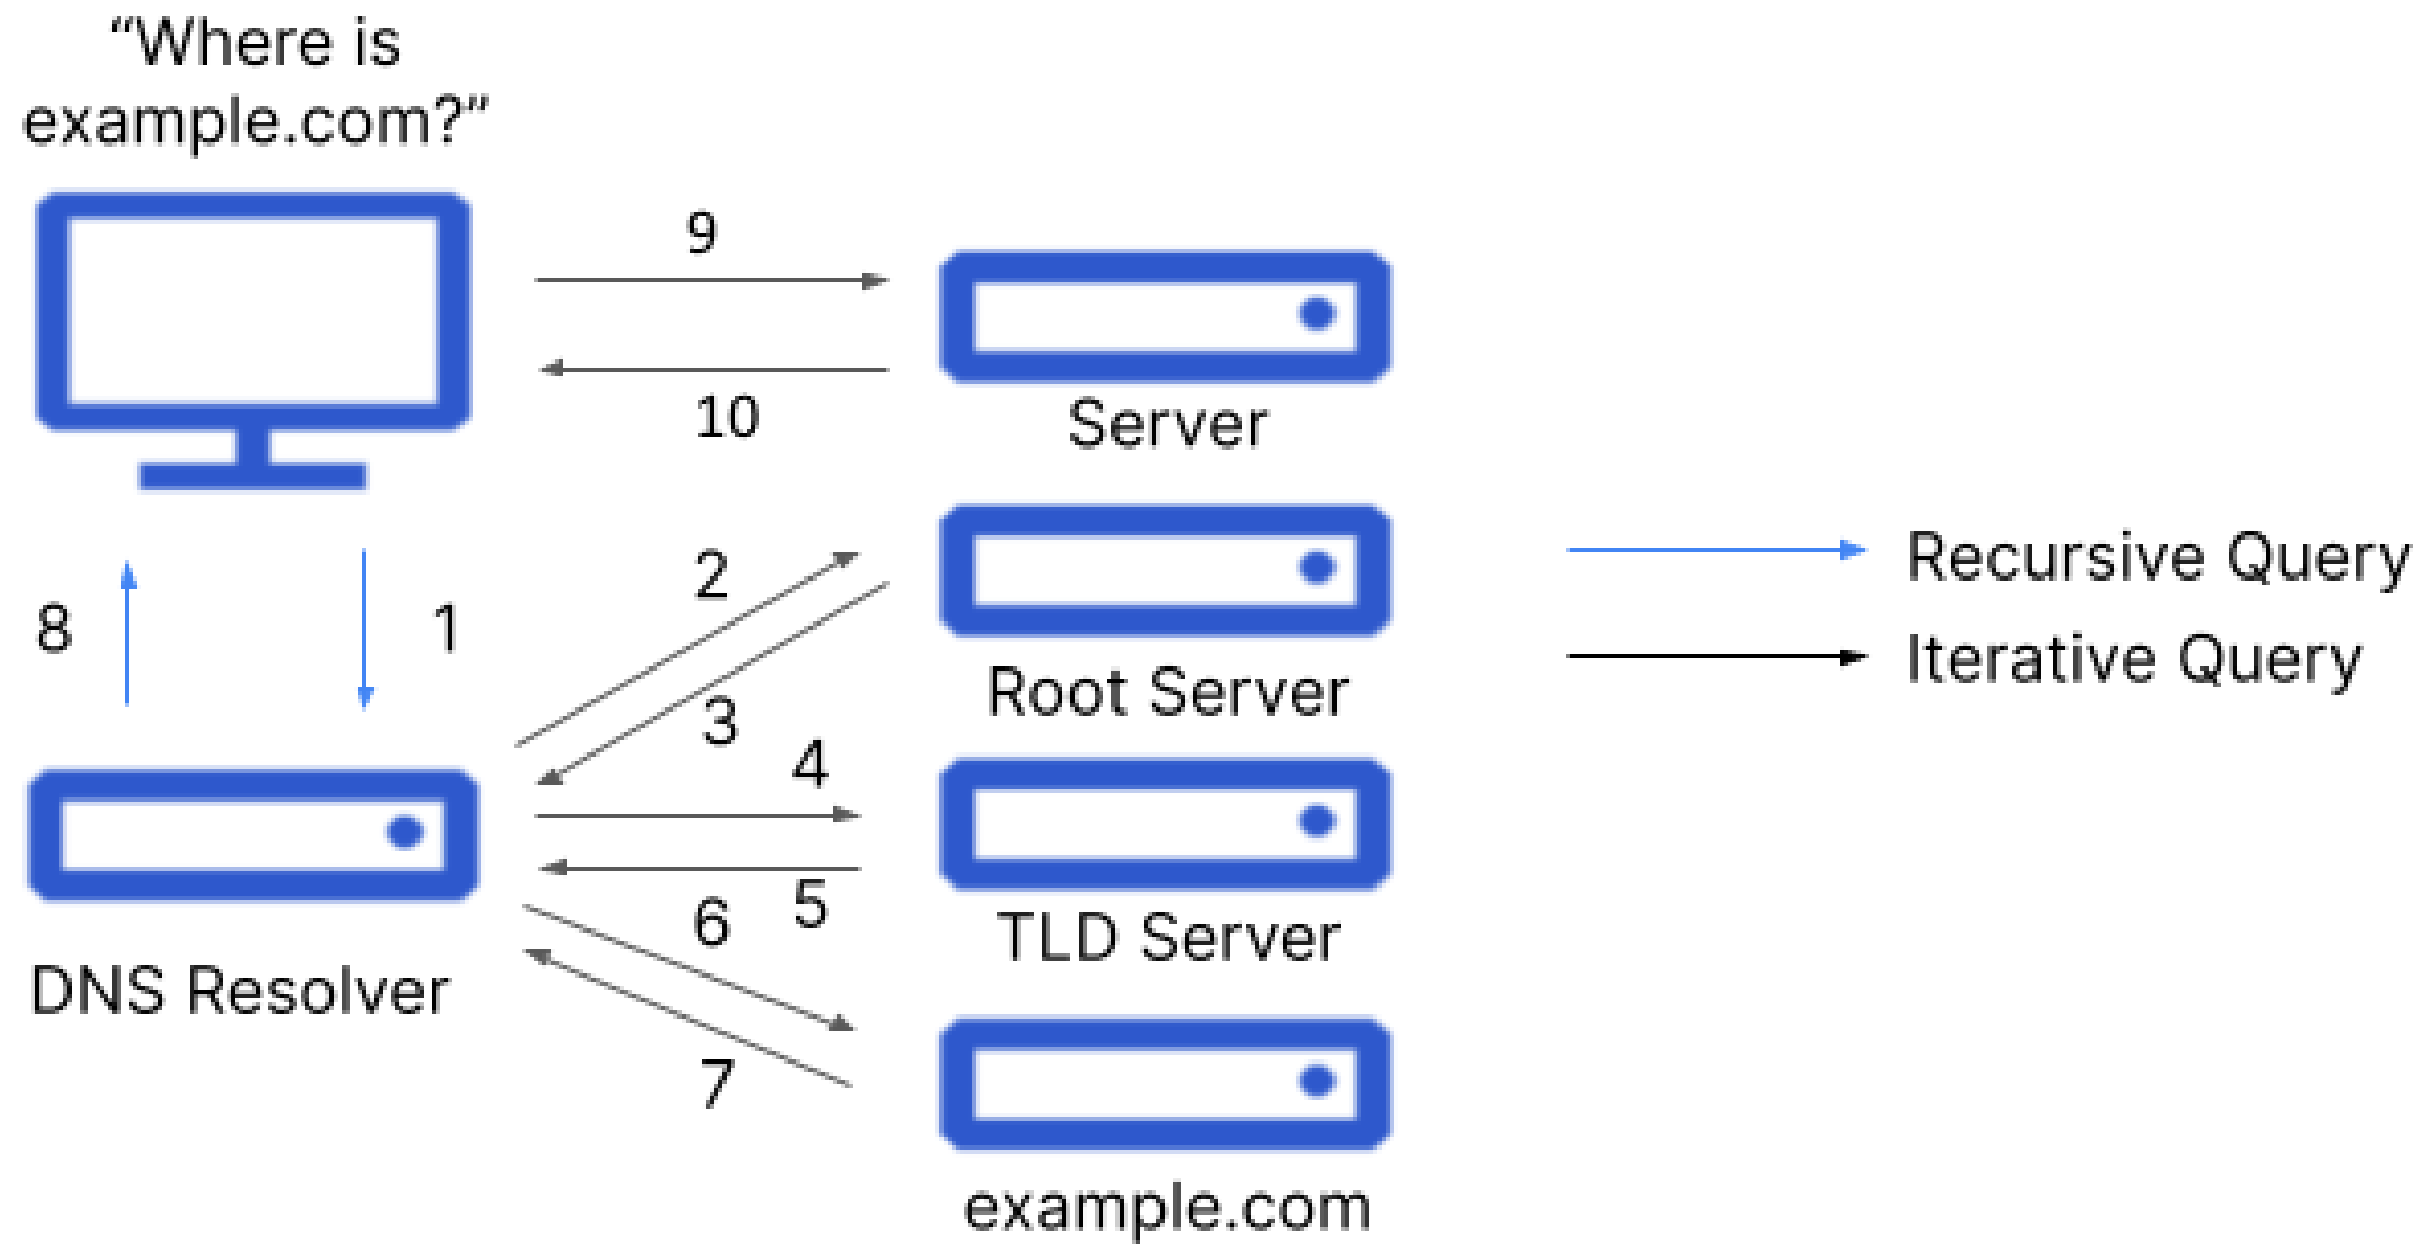 “Where is
example.com?”
9
10
Server
2
3
Root Server
8
1
4
5
TLD Server
6
7
DNS Resolver
example.com
Recursive Query
Iterative Query